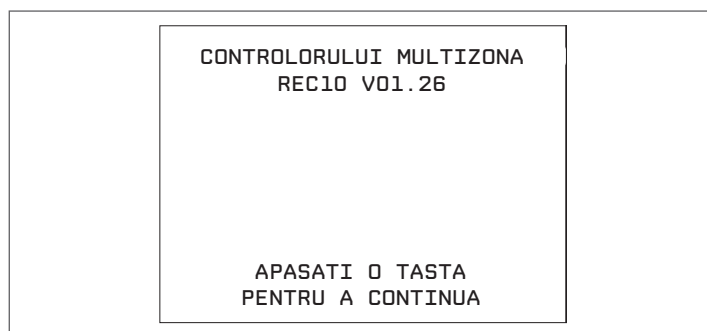 CONTROLORULUI MULTIZONA
REC10 V01.26
APASATI O TASTA
PENTRU A CONTINUA